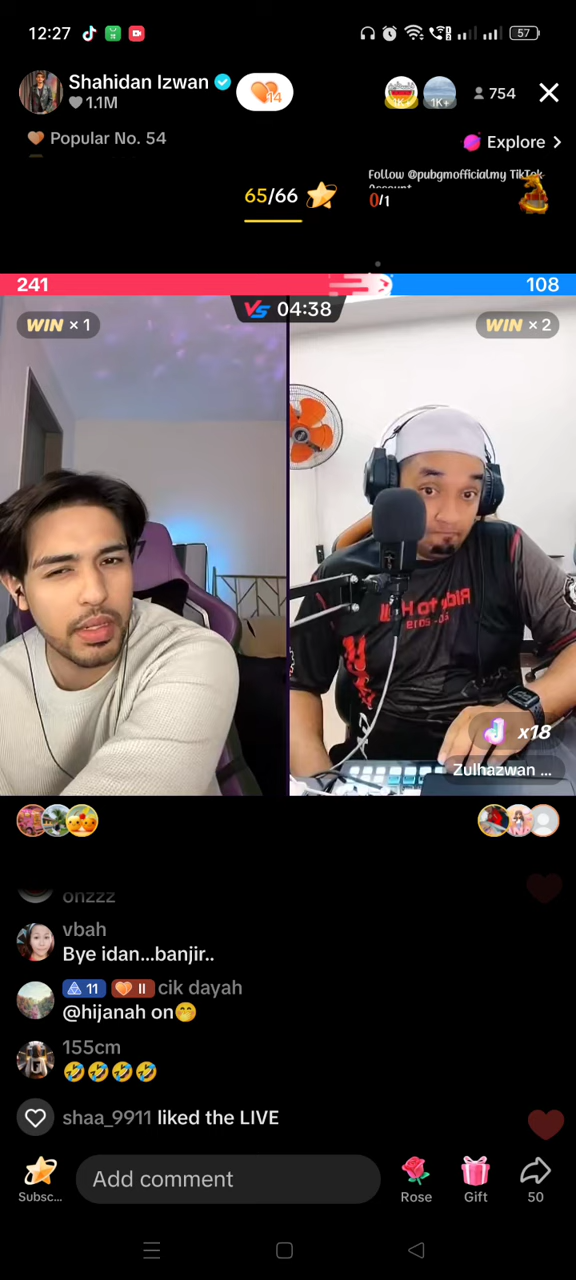 12:27
57
Shahidan Izwan
1.1M
14
1K+
1K+
754
Popular No. 54
Explore
65/66
Follow @pubgmofficialmy TikTok
Account
0/1
241
108
VS 04:38
WIN × 1
WIN × 2
x18
Zulhazwan ...
onzzz
vbah
Bye idan...banjir..
11
II
cik dayah
@hijanah on🤭
155cm
🤣🤣🤣🤣
shaa_9911 liked the LIVE
Subsc...
Add comment
Rose
Gift
50